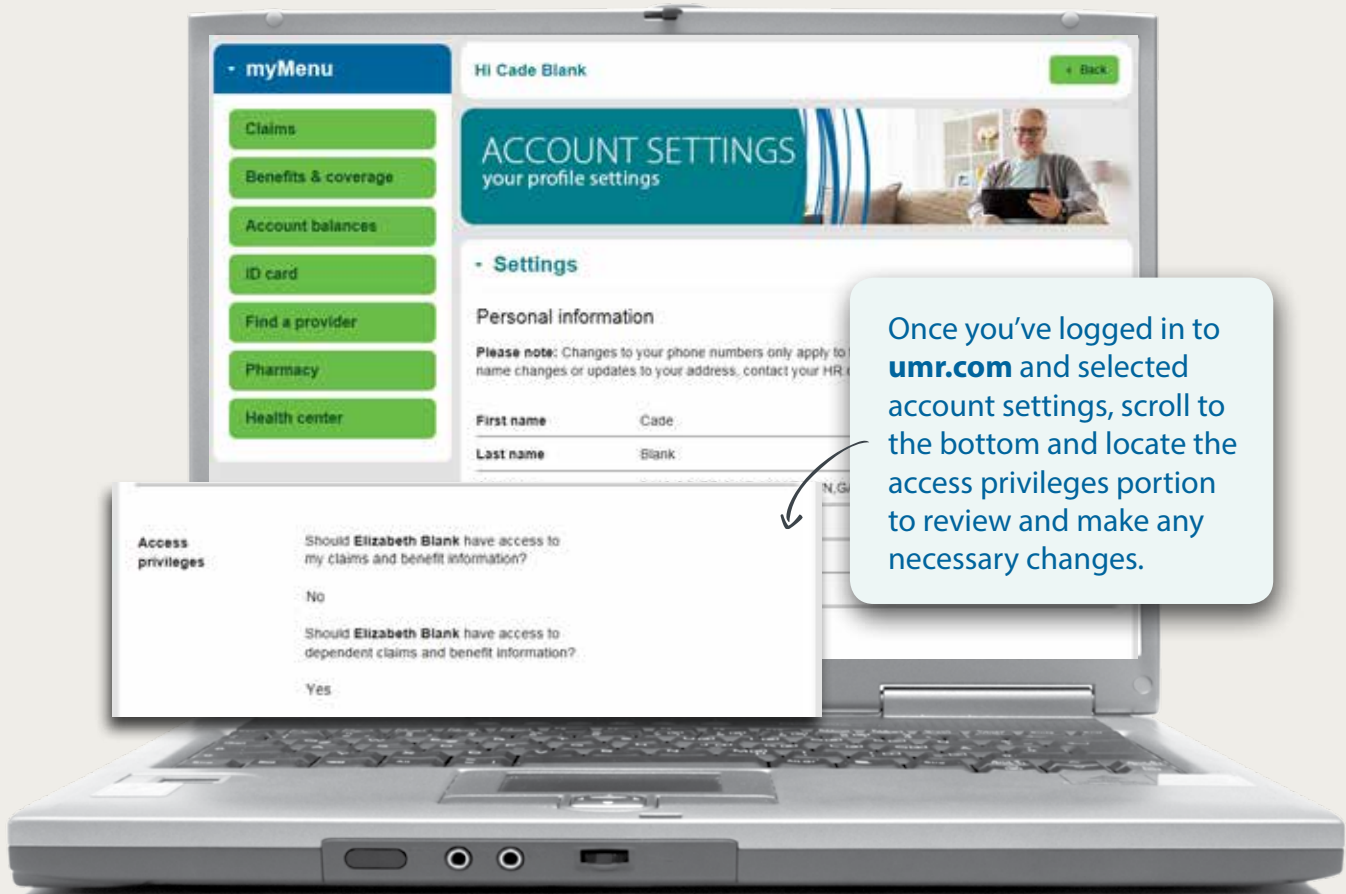 - myMenu
Hi Cade Blank
‹ Back
Claims
Benefits & coverage
Account balances
ID card
Find a provider
Pharmacy
Health center
ACCOUNT SETTINGS
your profile settings
- Settings
Personal information
Please note: Changes to your phone numbers only apply to
name changes or updates to your address, contact your HR
First name Cade
Last name Blank
Once you've logged in to
umr.com and selected
account settings, scroll to
the bottom and locate the
access privileges portion
to review and make any
necessary changes.
Access
privileges
Should Elizabeth Blank have access to
my claims and benefit information?
No
Should Elizabeth Blank have access to
dependent claims and benefit information?
Yes